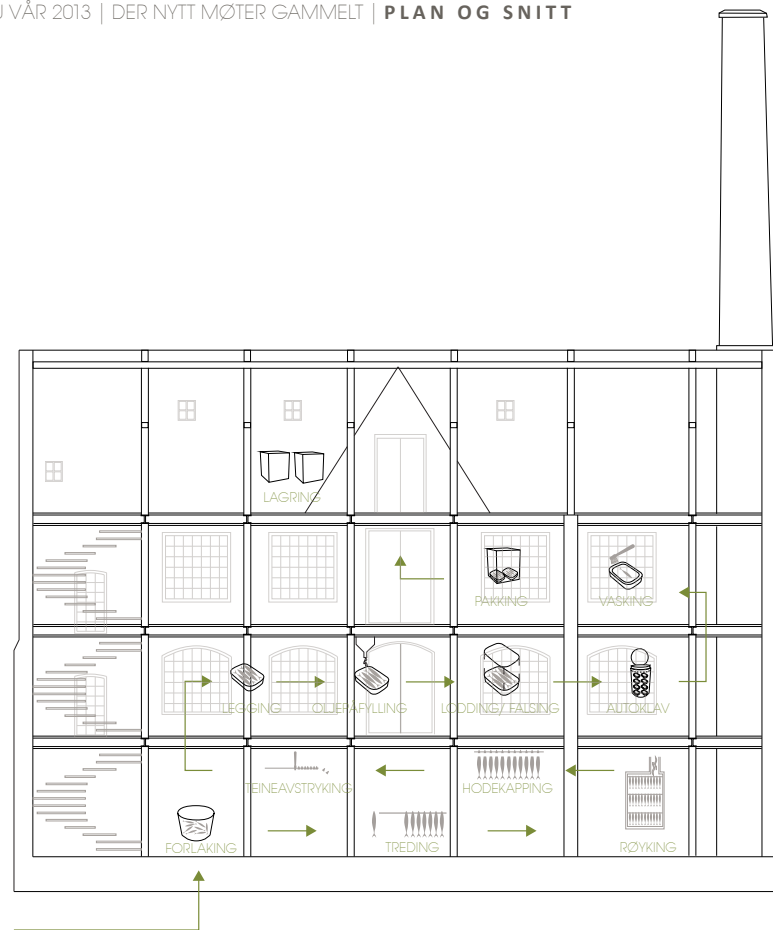 VÅR 2013 | DER NYTT MØTER GAMMELT | PLAN OG SNITT
LAGRING
PAKKING
VASKING
LEGGING
OLJEPÅFYLLING
LODDING/ FALSING
AUTOKLAV
TEINEAVSTRYKING
HODEKAPPING
FORLAKING
TREDING
RØYKING